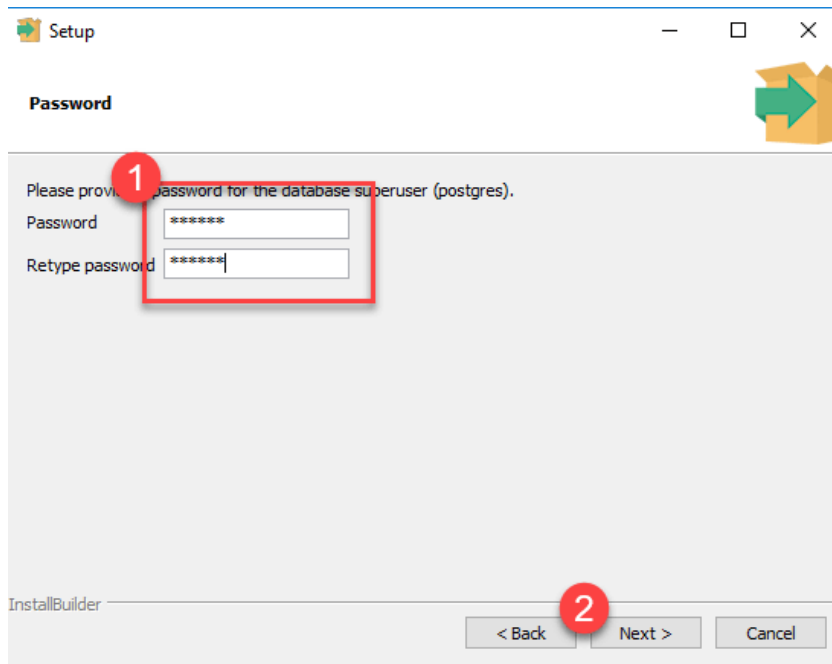 Setup
Password
1
Please provi password for the database superuser (postgres).
Password ******
Retype password ******
InstallBuilder
2
< Back Next > Cancel